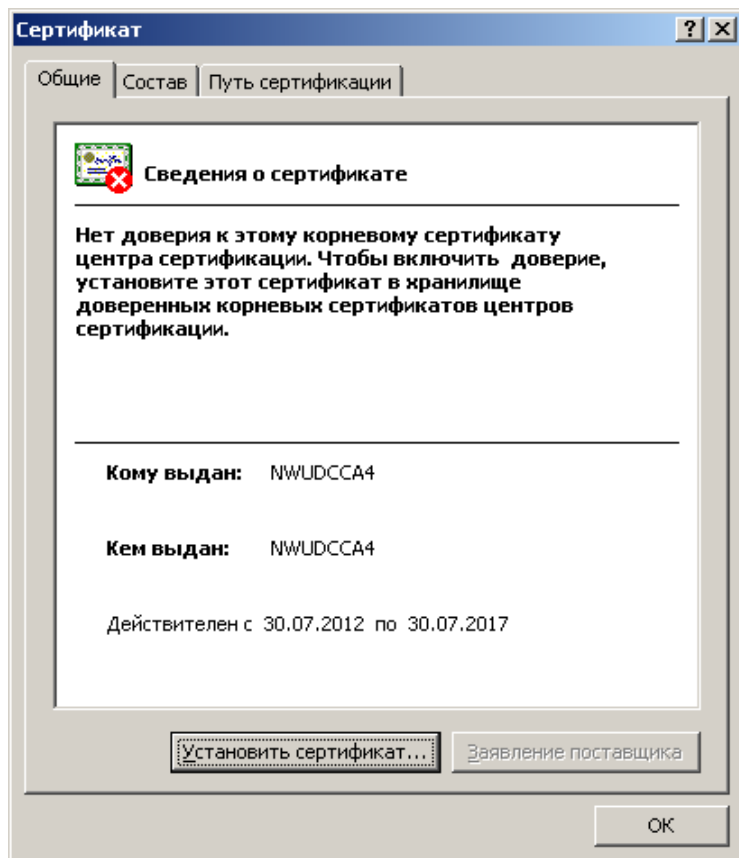 Сертификат
Общие Состав Путь сертификации
Сведения о сертификате
Нет доверия к этому корневому сертификату
центра сертификации. Чтобы включить доверие,
установите этот сертификат в хранилище
доверенных корневых сертификатов центров
сертификации.
Кому выдан: NWUDCCA4
Кем выдан: NWUDCCA4
Действителен с 30.07.2012 по 30.07.2017
Установить сертификат... Заявление поставщика
ОК